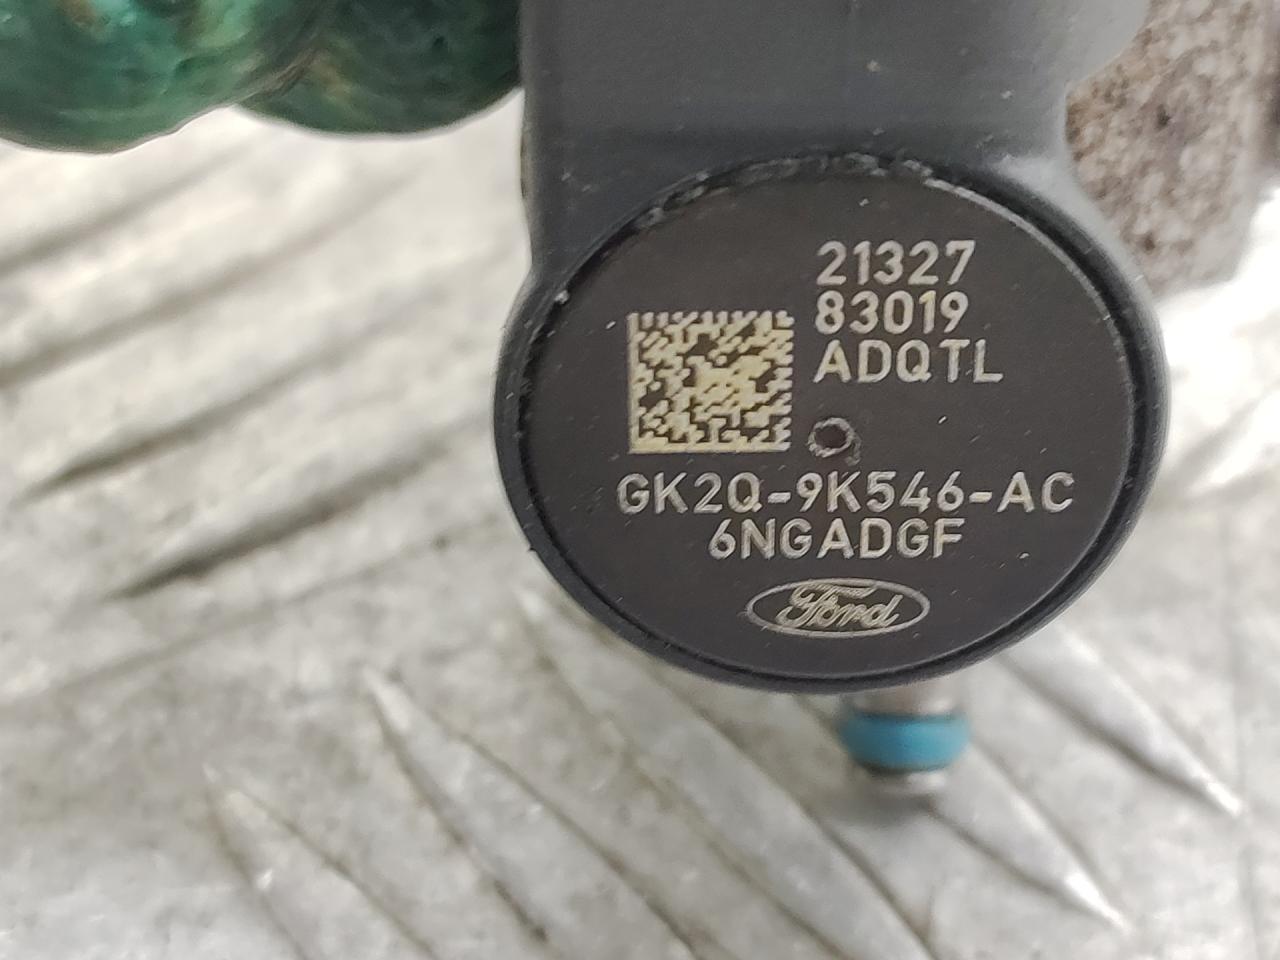 21327
83019
ADQTL
GK2Q-9K546-AC
6NGADGF
Ford